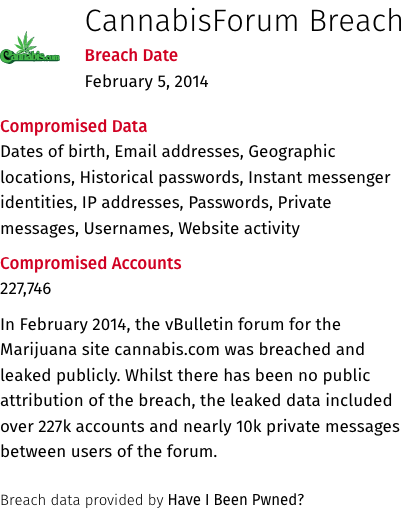 CannabisForum Breach
Cannabis.com
Breach Date
February 5, 2014
Compromised Data
Dates of birth, Email addresses, Geographic
locations, Historical passwords, Instant messenger
identities, IP addresses, Passwords, Private
messages, Usernames, Website activity
Compromised Accounts
227,746
In February 2014, the vBulletin forum for the
Marijuana site cannabis.com was breached and
leaked publicly. Whilst there has been no public
attribution of the breach, the leaked data included
over 227k accounts and nearly 10k private messages
between users of the forum.
Breach data provided by Have I Been Pwned?